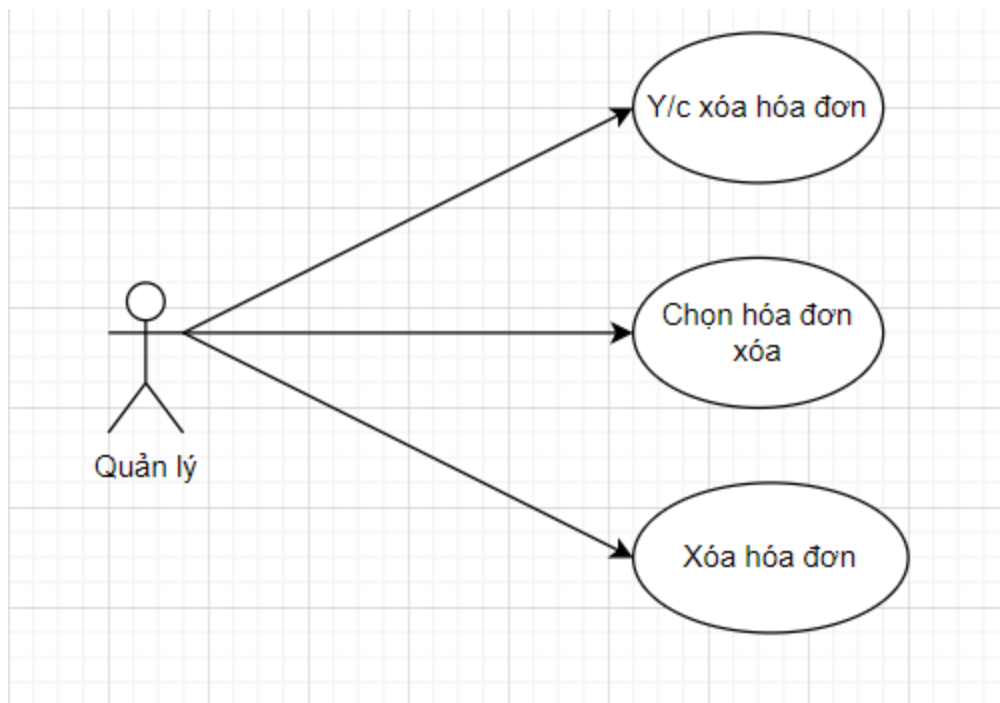 Y/c xóa hóa đơn
Chọn hóa đơn
xóa
Quản lý
Xóa hóa đơn